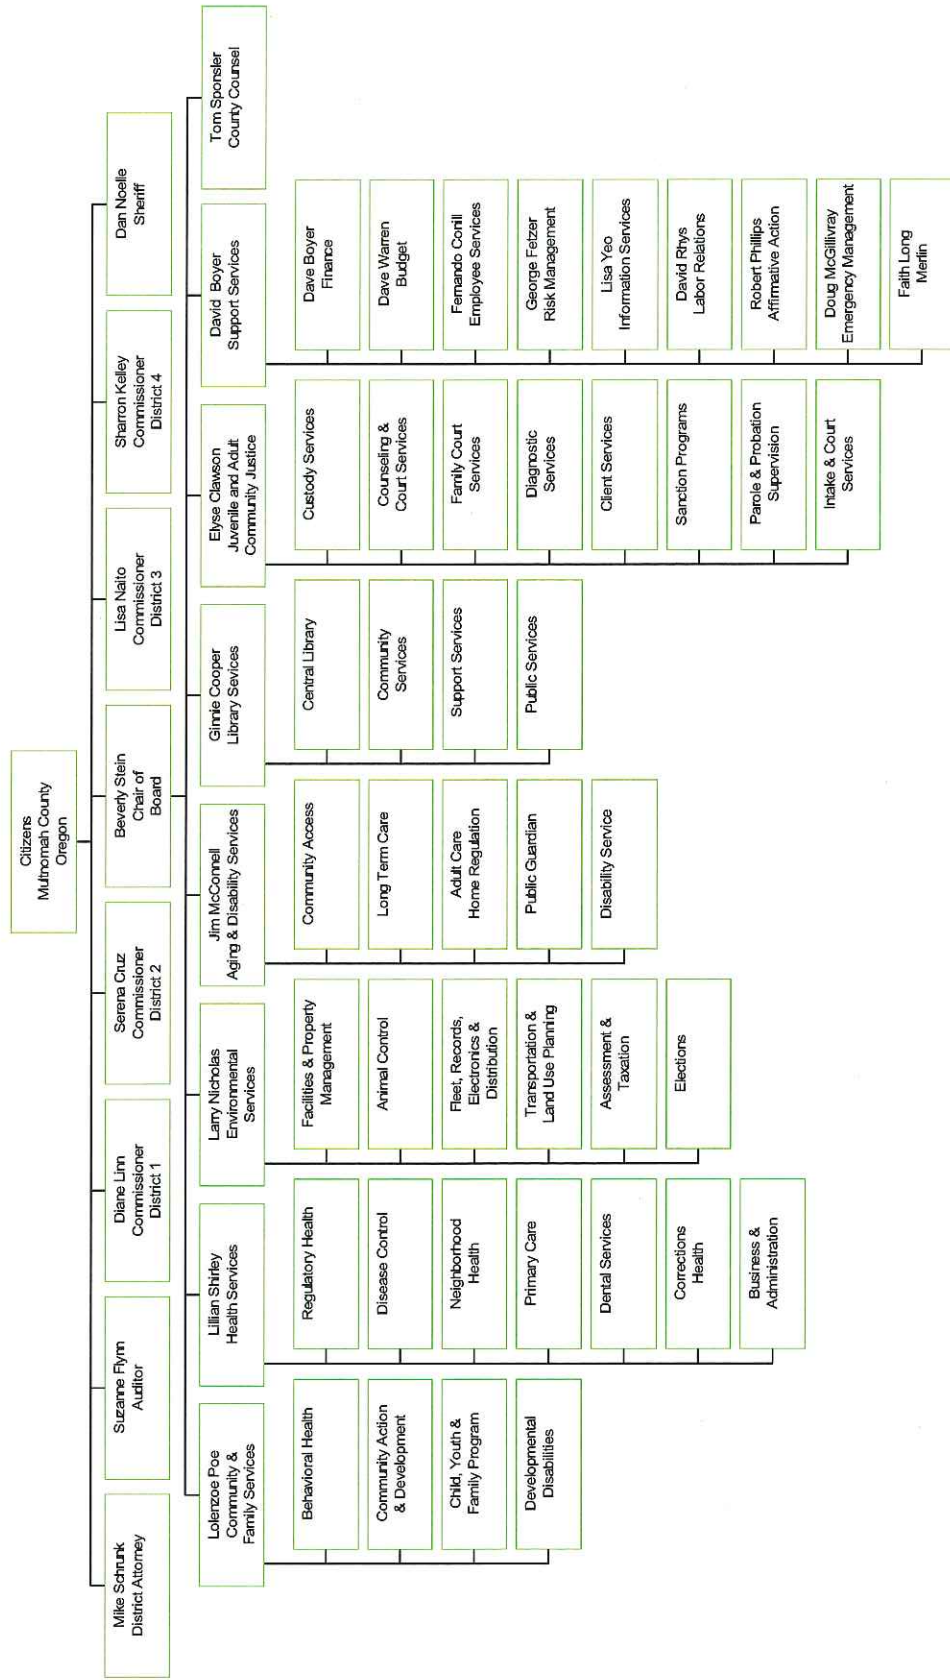 Citizens
Multnomah County
Oregon
Mike Schrunk
District Attorney
Suzanne Flynn
Auditor
Diane Linn
Commissioner
District 1
Serena Cruz
Commissioner
District 2
Beverly Stein
Chair of
Board
Lisa Naito
Commissioner
District 3
Sharron Kelley
Commissioner
District 4
Dan Noelle
Sheriff
Lolenzoe Poe
Community &
Family Services
Lillian Shirley
Health Services
Larry Nicholas
Environmental
Services
Jim McConnell
Aging & Disability Services
Ginnie Cooper
Library Sevices
Elyse Clawson
Juvenile and Adult
Community Justice
David Boyer
Support Services
Tom Sponsler
County Counsel
Behavioral Health
Community Action
& Development
Child, Youth &
Family Program
Developmental
Disabilities
Regulatory Health
Disease Control
Neighborhood
Health
Primary Care
Dental Services
Corrections
Health
Business &
Administration
Facilities & Property
Management
Animal Control
Fleet, Records,
Electronics &
Distribution
Transportation &
Land Use Planning
Assessment &
Taxation
Elections
Community Access
Long Term Care
Adult Care
Home Regulation
Public Guardian
Disability Service
Central Library
Community
Services
Support Services
Public Services
Custody Services
Counseling &
Court Services
Family Court
Services
Diagnostic
Services
Client Services
Sanction Programs
Parole & Probation
Supervision
Intake & Court
Services
Dave Boyer
Finance
Dave Warren
Budget
Fernando Conill
Employee Services
George Fetzer
Risk Management
Lisa Yeo
Information Services
David Rhys
Labor Relations
Robert Phillips
Affirmative Action
Doug McGillivray
Emergency Management
Faith Long
Merlin